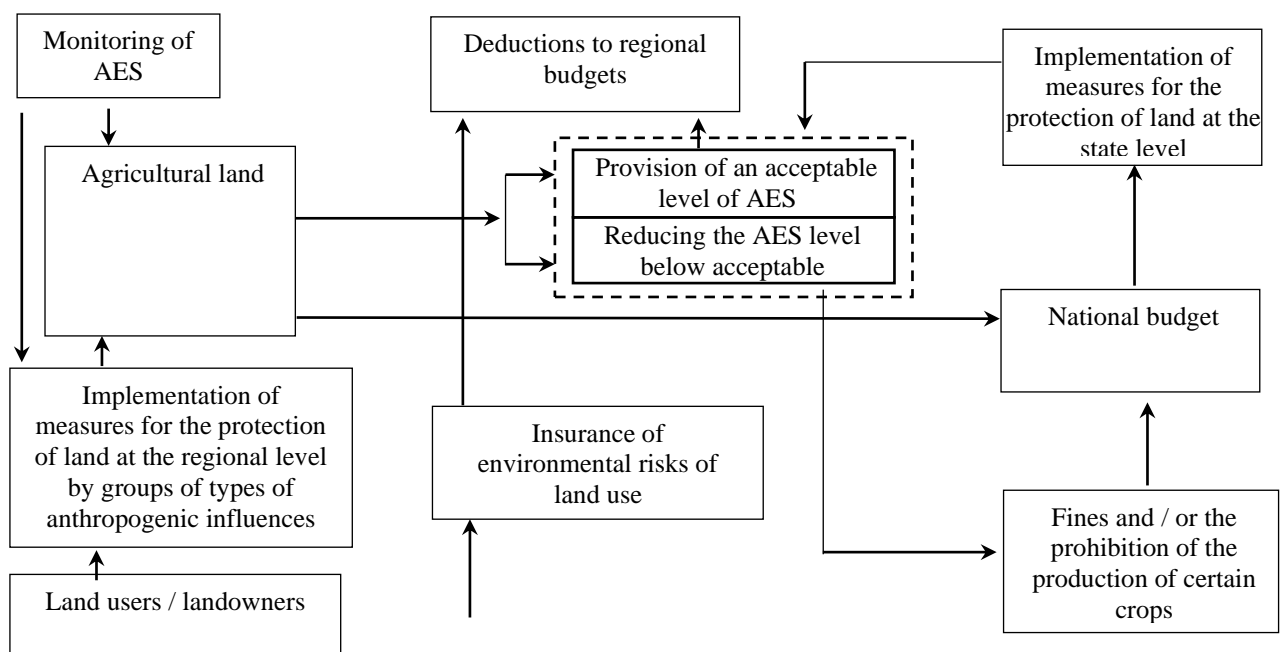 Monitoring of
AES
Deductions to regional
budgets
Implementation of
measures for the
protection of land at the
state level
Agricultural land
Provision of an acceptable
level of AES
Reducing the AES level
below acceptable
National budget
Implementation of
measures for the protection
of land at the regional level
by groups of types of
anthropogenic influences
Insurance of
environmental risks of
land use
Fines and / or the
prohibition of the
production of certain
crops
Land users / landowners